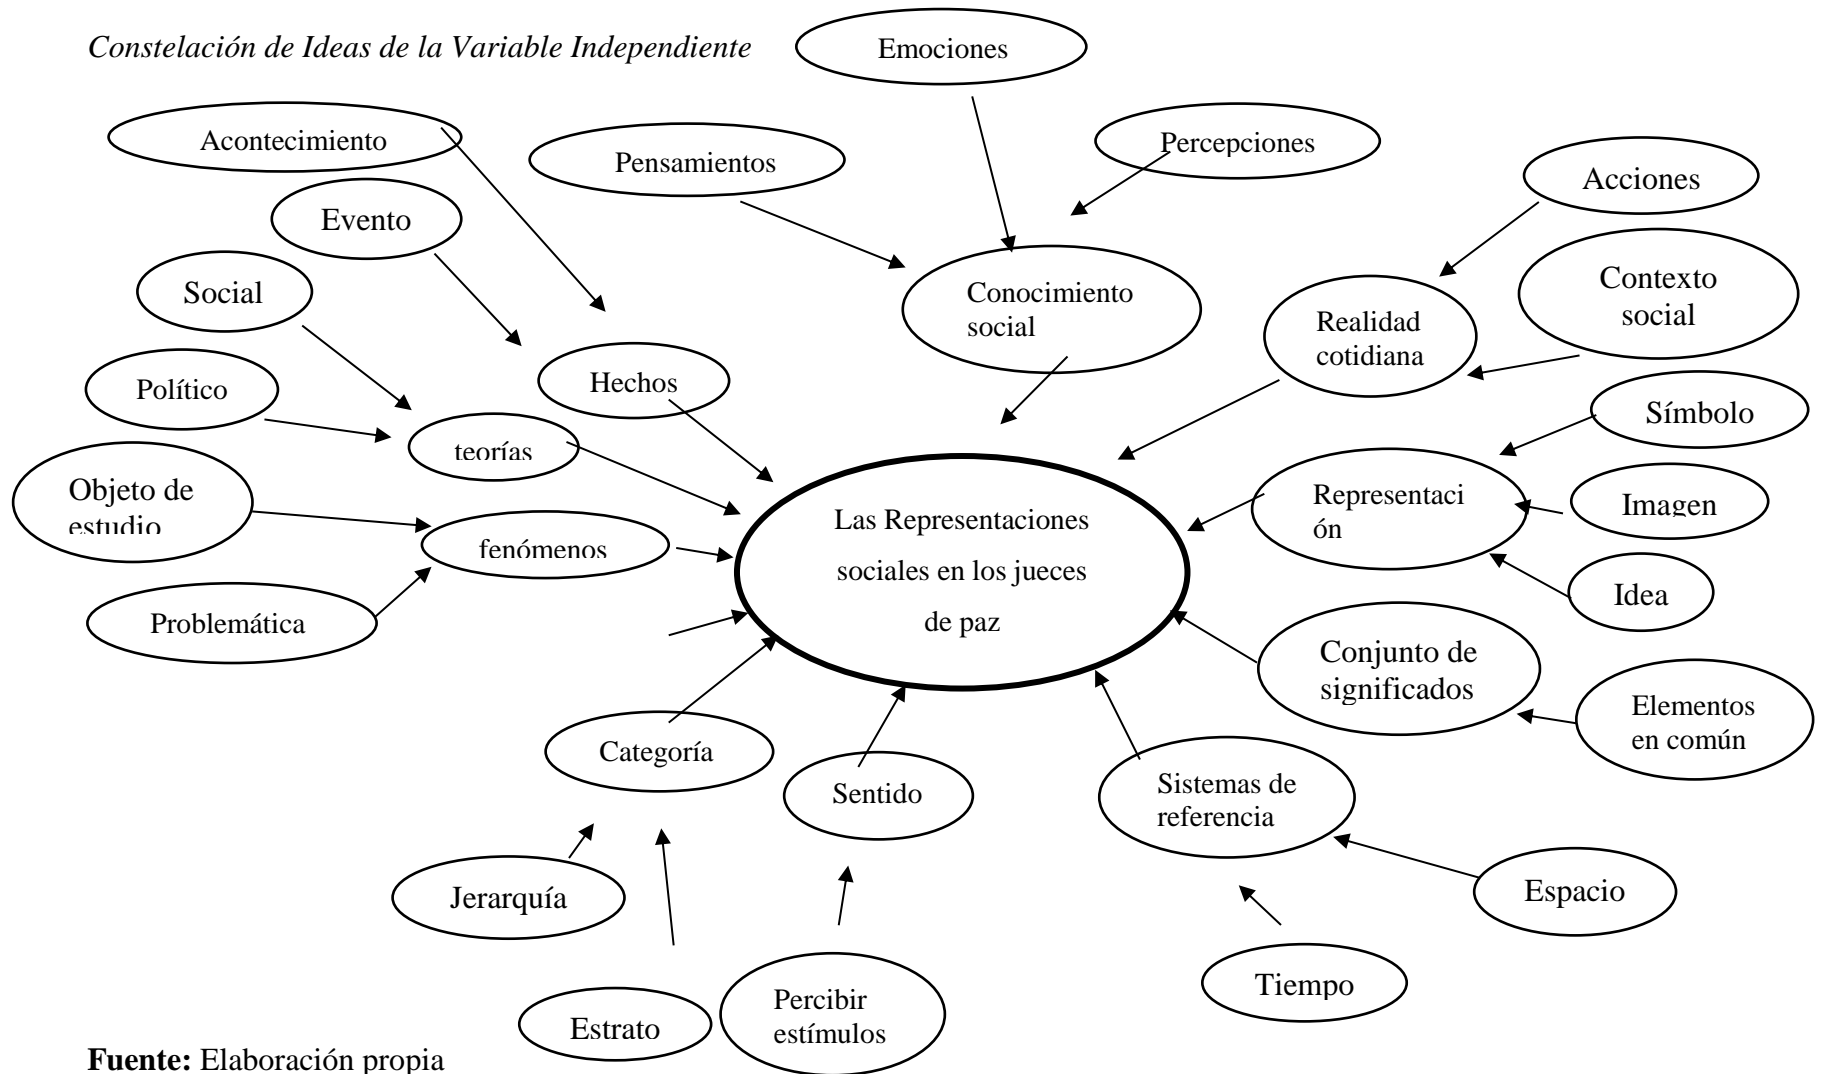 Constelación de Ideas de la Variable Independiente
Emociones
Acontecimiento
Pensamientos
Percepciones
Acciones
Evento
Social
Contexto
social
Conocimiento
social
Realidad
cotidiana
Político
Hechos
Símbolo
teorías
Objeto de
estudio
Representaci
ón
Imagen
Las Representaciones
sociales en los jueces
de paz
fenómenos
Idea
Problemática
Conjunto de
significados
Elementos
en común
Categoría
Sentido
Sistemas de
referencia
Jerarquía
Espacio
Tiempo
Percibir
estímulos
Estrato
Fuente: Elaboración propia